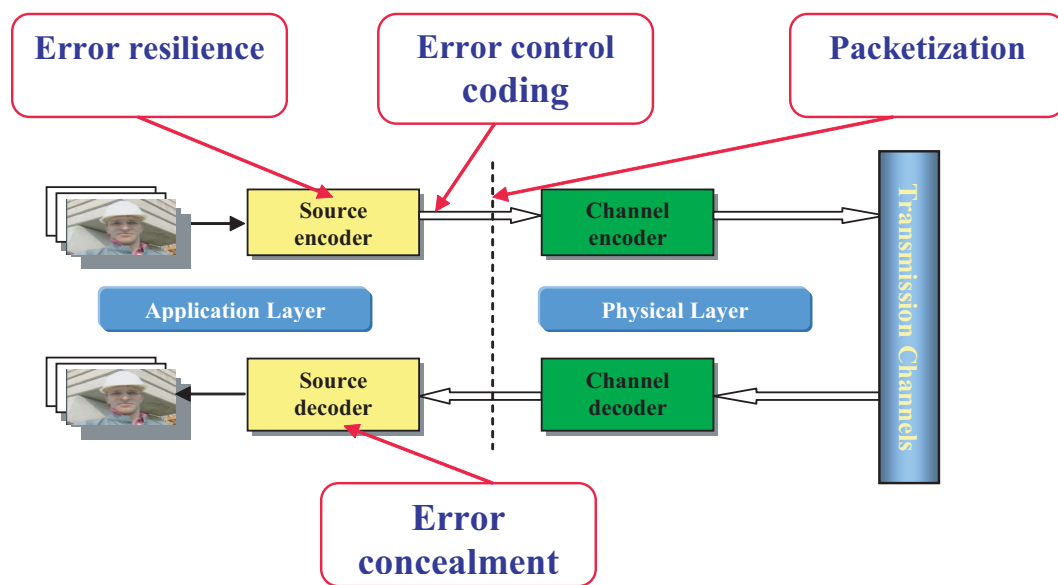 Error resilience
Error control
coding
Packetization
Source
encoder
Channel
encoder
Transmission Channels
Application Layer
Physical Layer
Source
decoder
Channel
decoder
Error
concealment